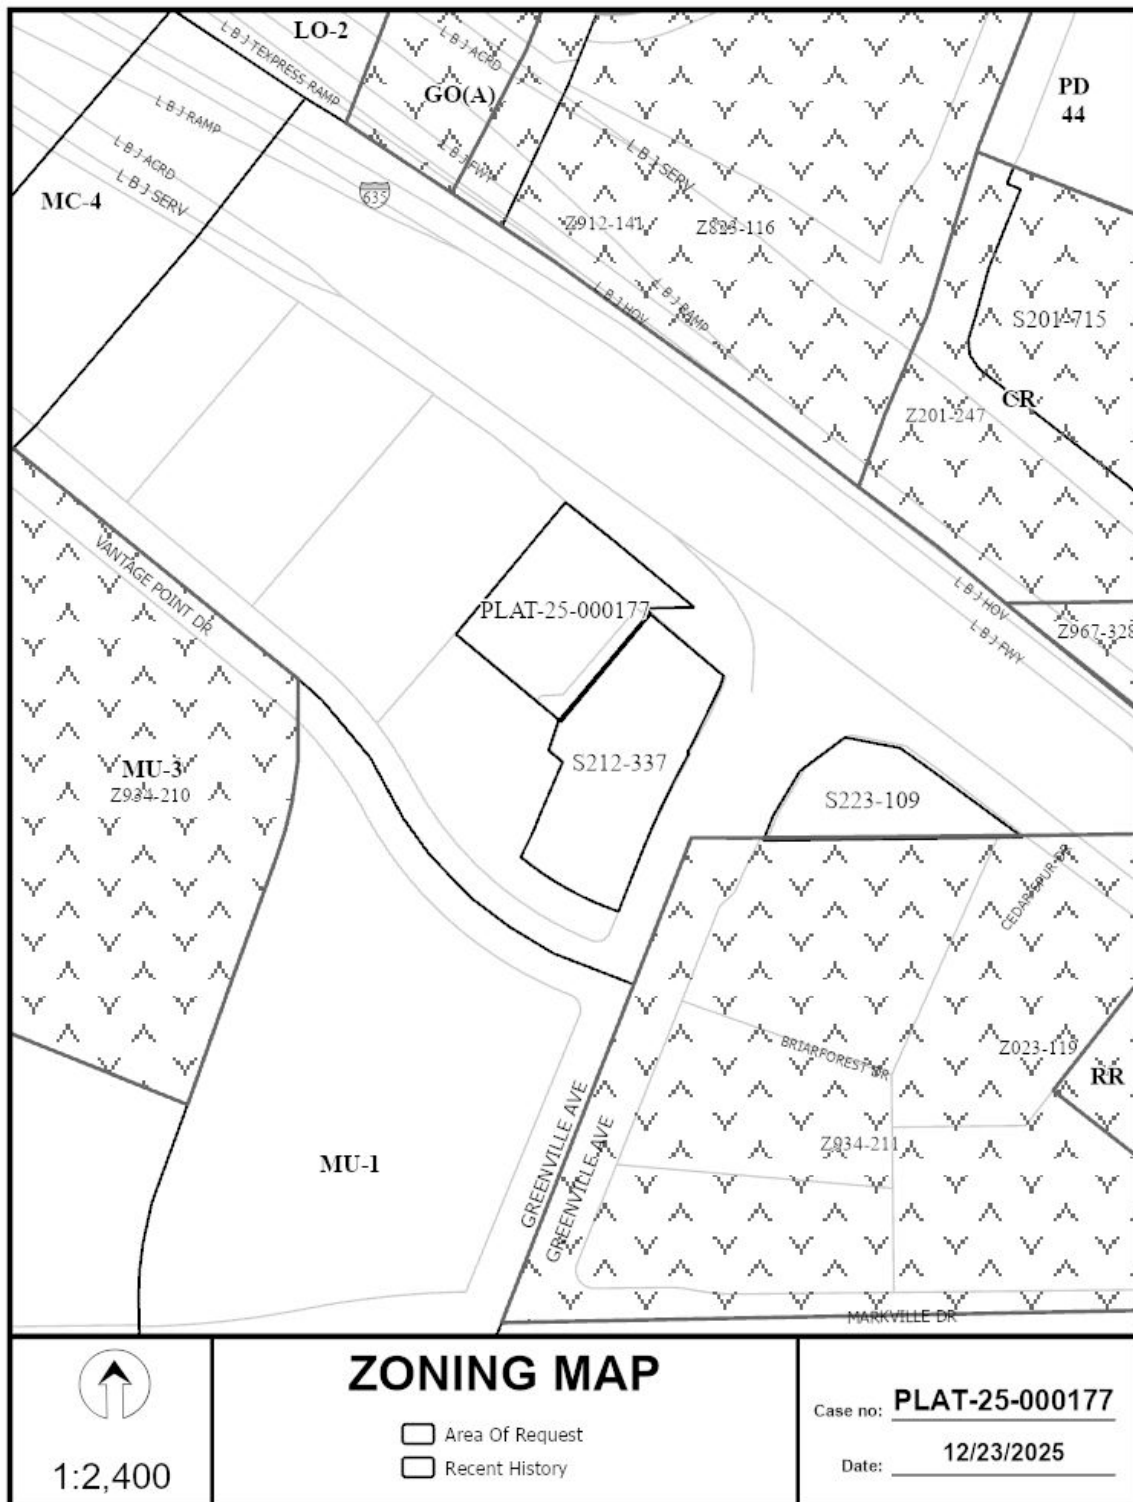 LO-2
L B J TEXPRESS RAMP
L B J ACRD
GO(A)
PD
44
L B J RAMP
L B J ACRD
L B J SERV
MC-4
635
L B J FWY
L B J SERV
Z912-141
Z823-116
L B J HOV
L B J RAMP
S201-715
CR
Z201-247
VANTAGE POINT DR
PLAT-25-000177
L B J HOV
L B J FWY
Z967-328
MU-3
Z934-210
S212-337
S223-109
CEDAR SPUR DR
BRIARFOREST DR
Z023-119
RR
GREENVILLE AVE
GREENVILLE AVE
Z934-211
MU-1
MARKVILLE DR
1:2,400
ZONING MAP
Area Of Request
Recent History
Case no: PLAT-25-000177
Date: 12/23/2025